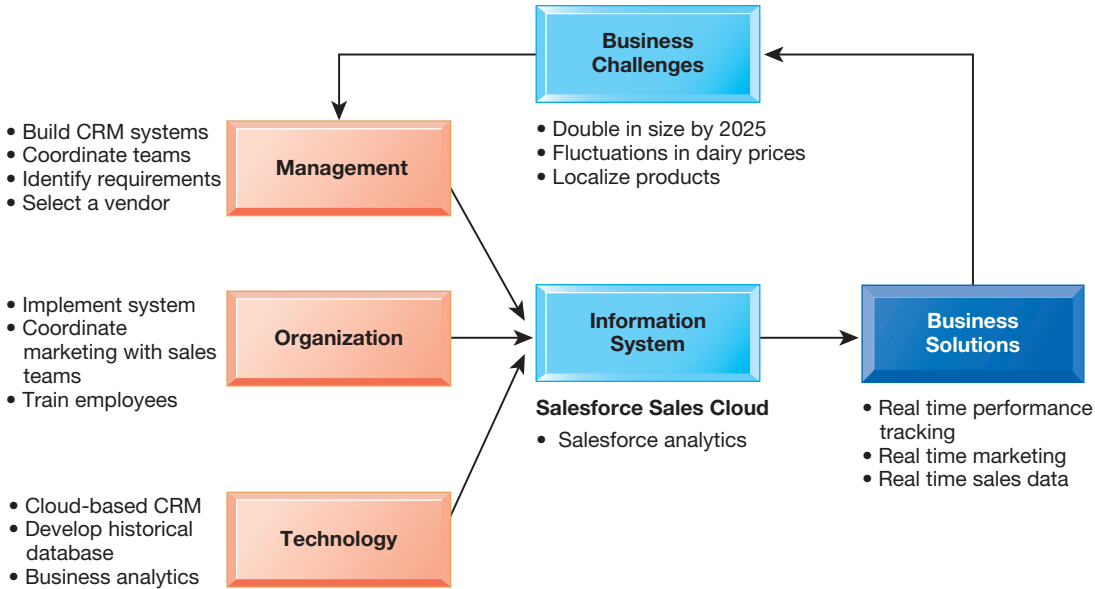 Business
Challenges
• Double in size by 2025
• Fluctuations in dairy prices
• Localize products
• Build CRM systems
• Coordinate teams
• Identify requirements
• Select a vendor
Management
• Implement system
• Coordinate
marketing with sales
teams
• Train employees
Organization
Information
System
Salesforce Sales Cloud
• Salesforce analytics
Business
Solutions
• Real time performance
tracking
• Real time marketing
• Real time sales data
• Cloud-based CRM
• Develop historical
database
• Business analytics
Technology